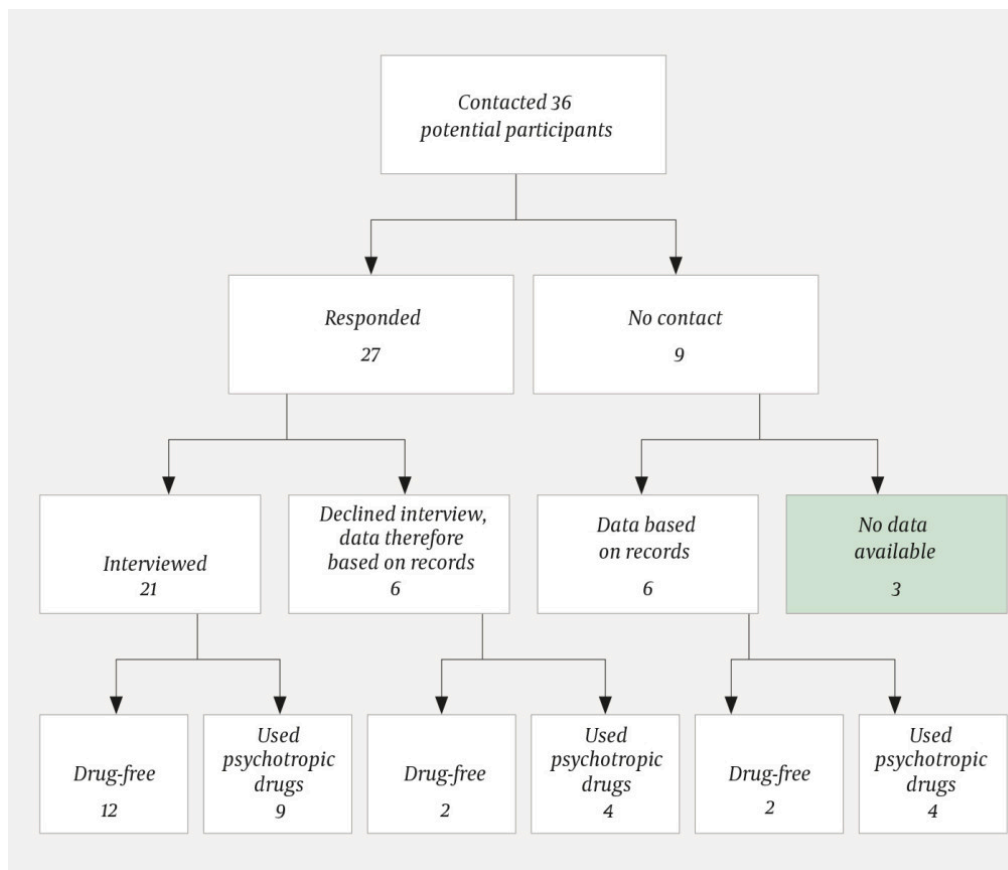 Contacted 36
potential participants
Responded
27
No contact
9
Interviewed
21
Declined interview,
data therefore
based on records
6
Data based
on records
6
No data
available
3
Drug-free
12
Used
psychotropic
drugs
9
Drug-free
2
Used
psychotropic
drugs
4
Drug-free
2
Used
psychotropic
drugs
4